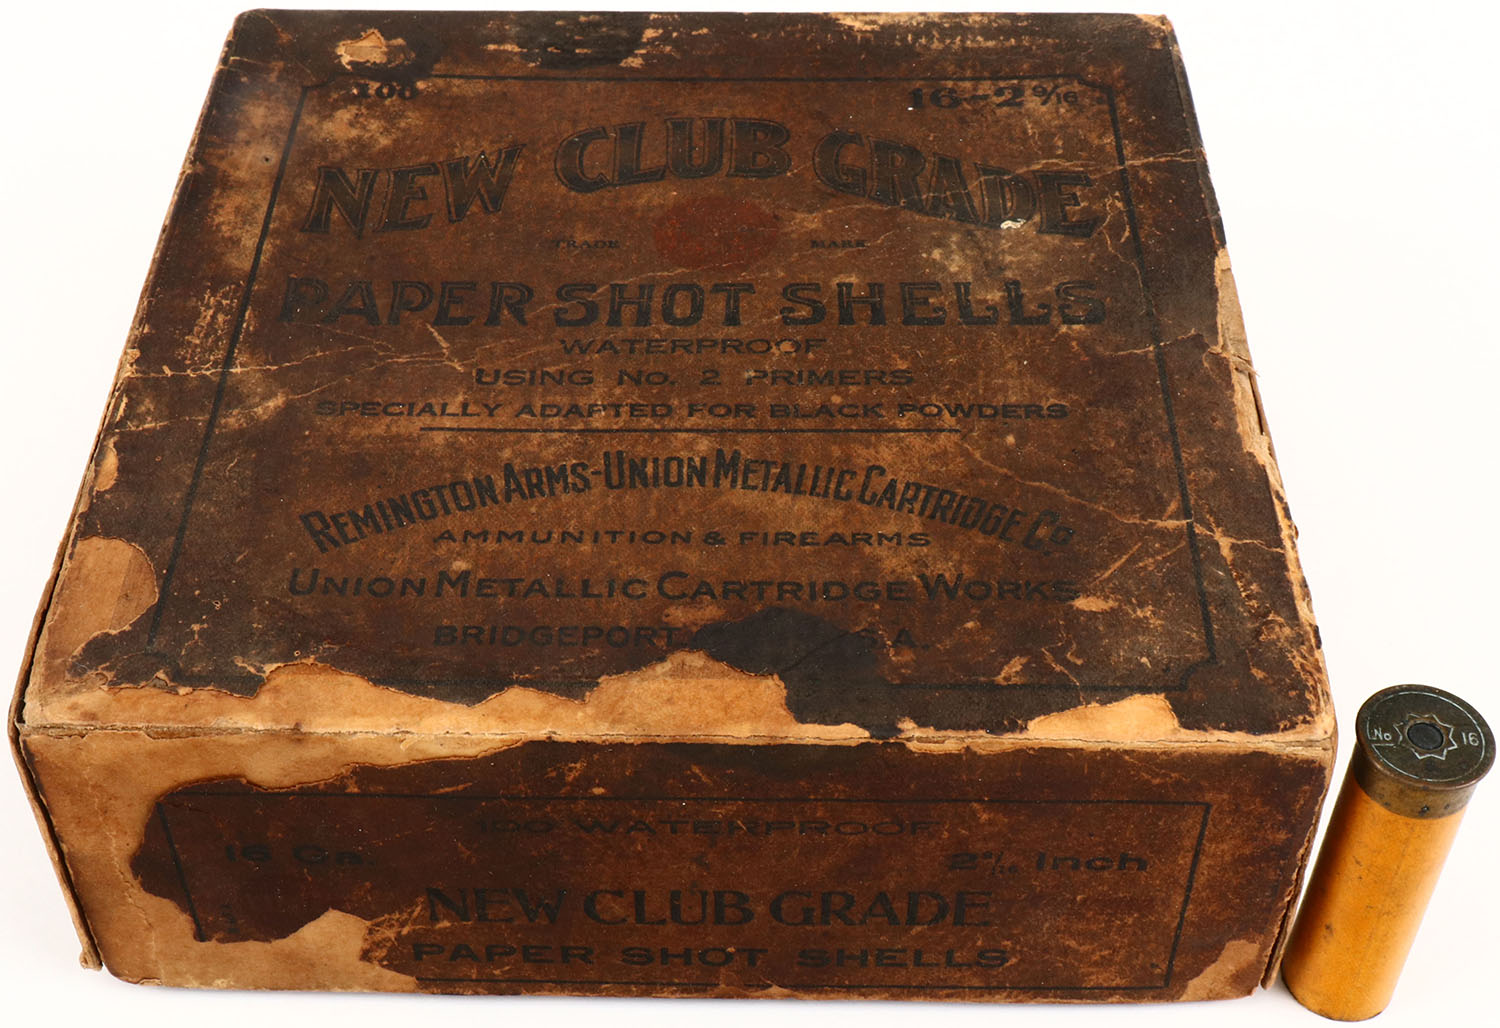 100 16-2 9/16
NEW CLUB GRADE
TRADE MARK
PAPER SHOT SHELLS
WATERPROOF
USING NO. 2 PRIMERS
SPECIALLY ADAPTED FOR BLACK POWDERS
REMINGTON ARMS-UNION METALLIC CARTRIDGE CO.
AMMUNITION & FIREARMS
UNION METALLIC CARTRIDGE WORKS
BRIDGEPORT,
100 WATERPROOF
16 Ga. 2 9/16 Inch
NEW CLUB GRADE
PAPER SHOT SHELLS
No 16